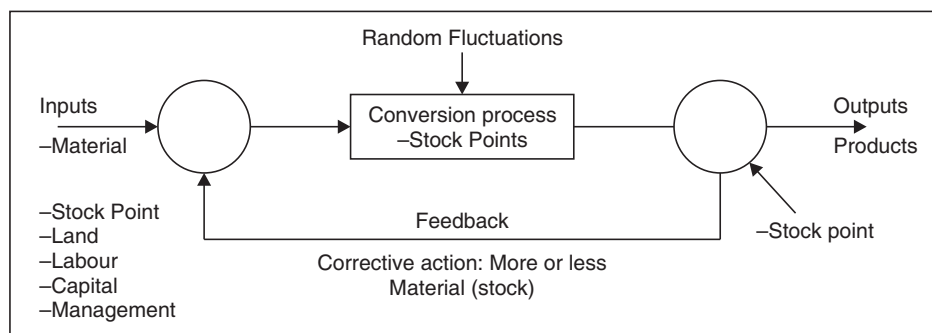 Random Fluctuations
Inputs
–Material
Conversion process
–Stock Points
Outputs
Products
–Stock Point
–Land
–Labour
–Capital
–Management
Feedback
Corrective action: More or less
Material (stock)
–Stock point